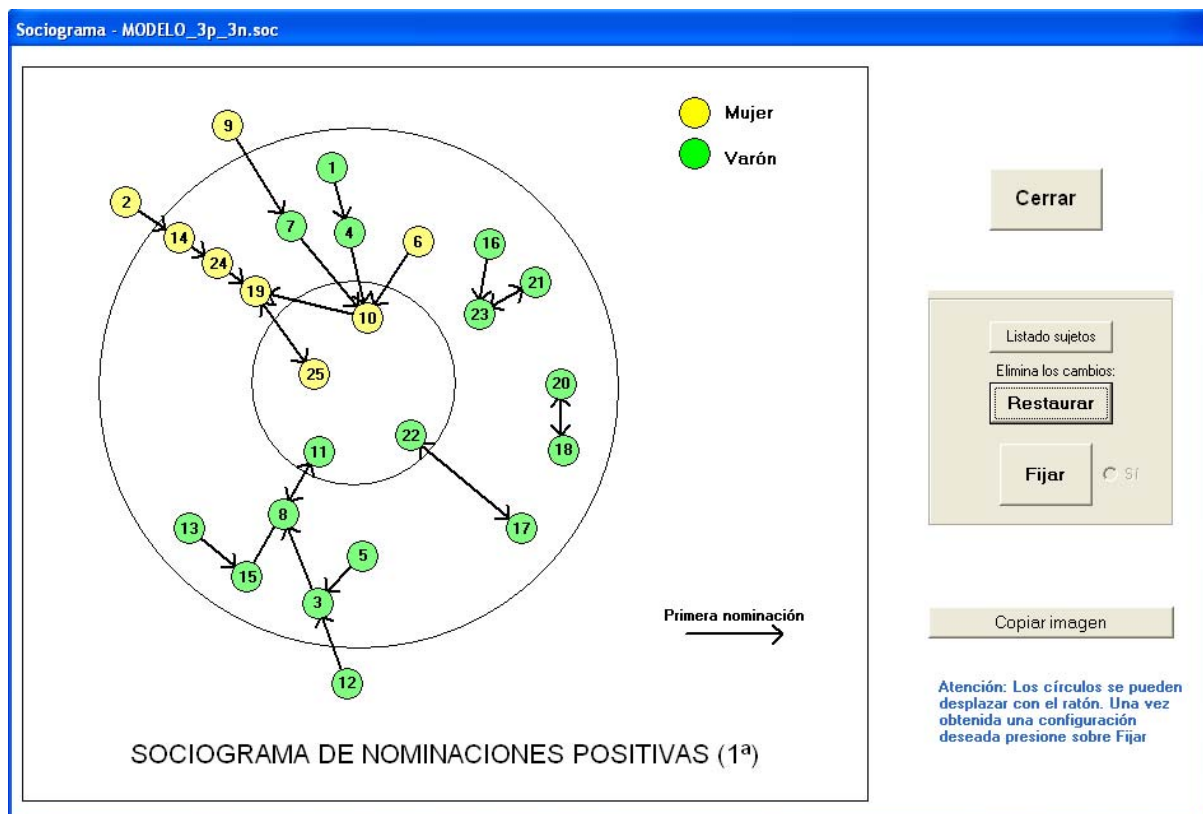 Sociograma - MODELO_3p_3n.soc
9
Mujer
1
Varón
2
7
4
6
14
16
24
19
21
10
23
25
20
22
11
18
8
13
17
5
15
3
12
Primera nominación
SOCIOGRAMA DE NOMINACIONES POSITIVAS (1ª)
Cerrar
Listado sujetos
Elimina los cambios:
Restaurar
Fijar
Sí
Copiar imagen
Atención: Los círculos se pueden
desplazar con el ratón. Una vez
obtenida una configuración
deseada presione sobre Fijar